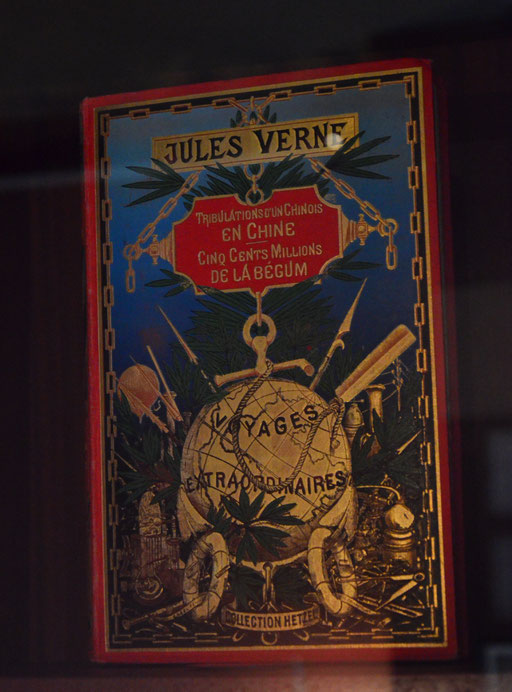 JULES VERNE
TRIBULATIONS D'UN CHINOIS
EN CHINE
CINQ CENTS MILLIONS
DE LA BÉGUM
VOYAGES
EXTRAORDINAIRES
COLLECTION HETZEL